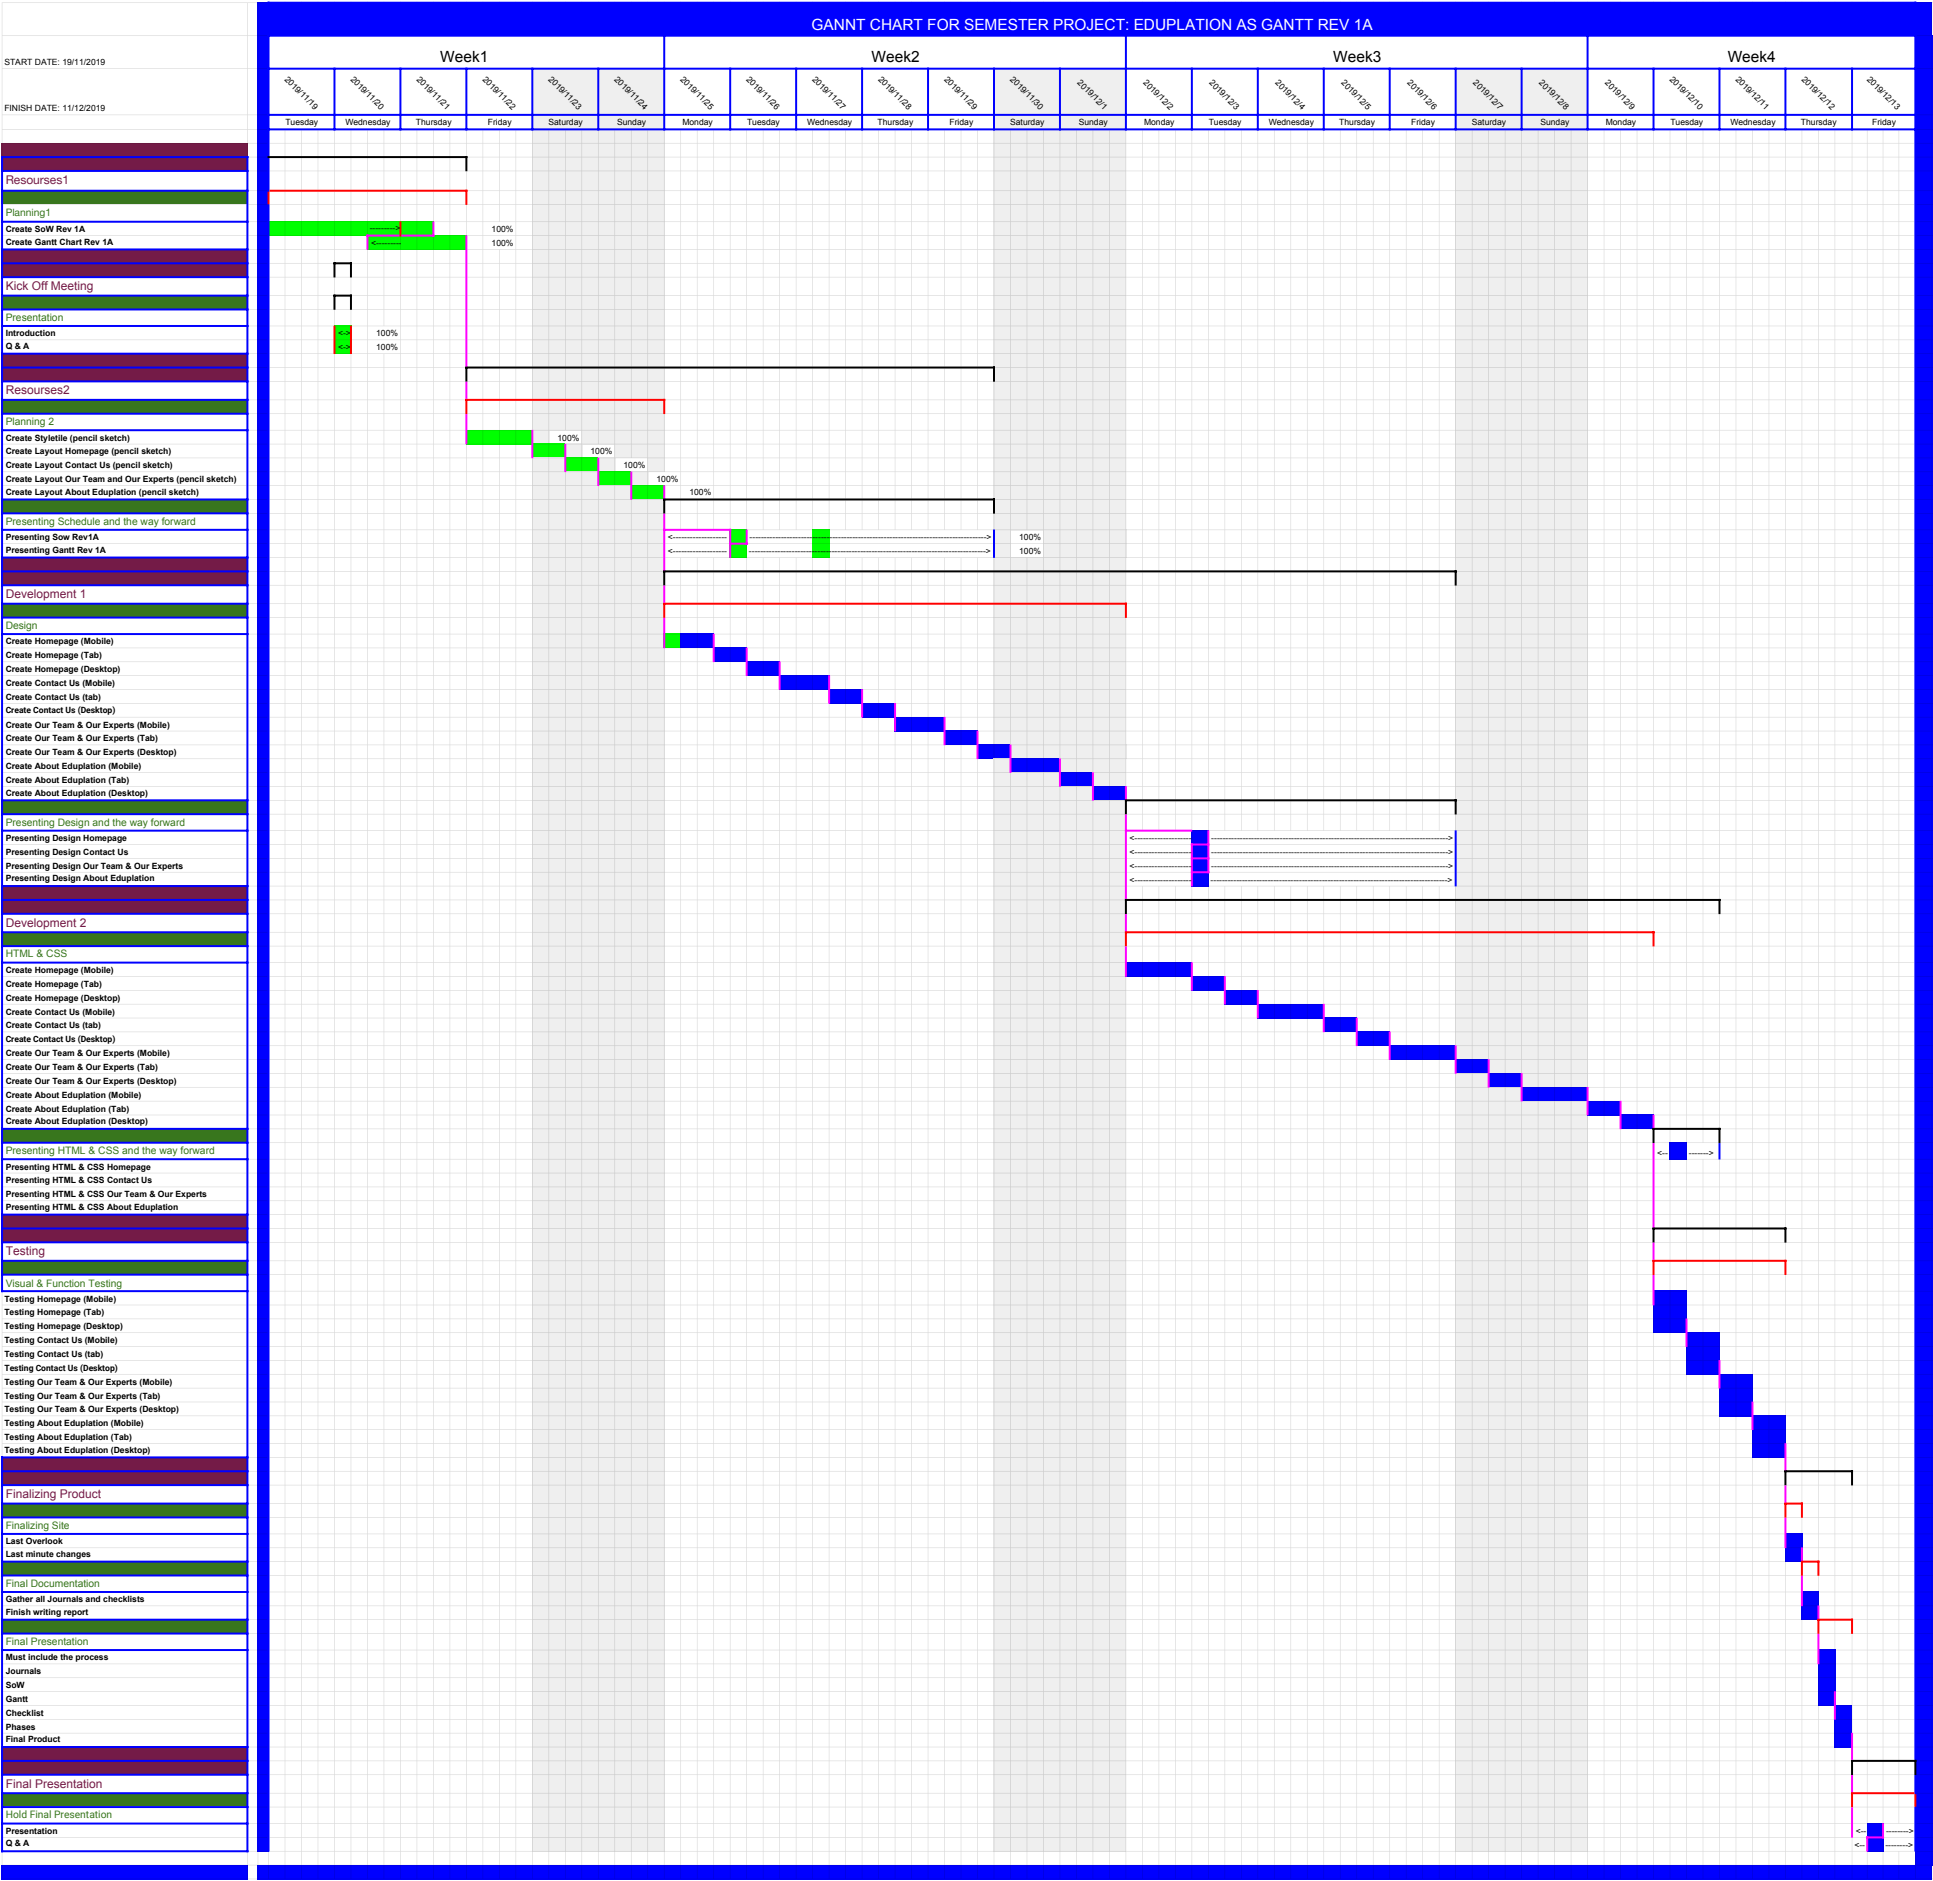 GANNT CHART FOR SEMESTER PROJECT: EDUPLATION AS GANTT REV 1A
START DATE: 19/11/2019
Week1 Week2 Week3 Week4
FINISH DATE: 11/12/2019
2019/11/19 2019/11/20 2019/11/21 2019/11/22 2019/11/23 2019/11/24 2019/11/25 2019/11/26 2019/11/27 2019/11/28 2019/11/29 2019/11/30 2019/12/1 2019/12/2 2019/12/3 2019/12/4 2019/12/5 2019/12/6 2019/12/7 2019/12/8 2019/12/9 2019/12/10 2019/12/11 2019/12/12 2019/12/13
Tuesday Wednesday Thursday Friday Saturday Sunday Monday Tuesday Wednesday Thursday Friday Saturday Sunday Monday Tuesday Wednesday Thursday Friday Saturday Sunday Monday Tuesday Wednesday Thursday Friday
Resourses1
Planning1
Create SoW Rev 1A 100%
Create Gantt Chart Rev 1A 100%
Kick Off Meeting
Presentation
Introduction 100%
Q & A 100%
Resourses2
Planning 2
Create Styletile (pencil sketch) 100%
Create Layout Homepage (pencil sketch) 100%
Create Layout Contact Us (pencil sketch) 100%
Create Layout Our Team and Our Experts (pencil sketch) 100%
Create Layout About Eduplation (pencil sketch) 100%
Presenting Schedule and the way forward
Presenting Sow Rev1A 100%
Presenting Gantt Rev 1A 100%
Development 1
Design
Create Homepage (Mobile)
Create Homepage (Tab)
Create Homepage (Desktop)
Create Contact Us (Mobile)
Create Contact Us (tab)
Create Contact Us (Desktop)
Create Our Team & Our Experts (Mobile)
Create Our Team & Our Experts (Tab)
Create Our Team & Our Experts (Desktop)
Create About Eduplation (Mobile)
Create About Eduplation (Tab)
Create About Eduplation (Desktop)
Presenting Design and the way forward
Presenting Design Homepage
Presenting Design Contact Us
Presenting Design Our Team & Our Experts
Presenting Design About Eduplation
Development 2
HTML & CSS
Create Homepage (Mobile)
Create Homepage (Tab)
Create Homepage (Desktop)
Create Contact Us (Mobile)
Create Contact Us (tab)
Create Contact Us (Desktop)
Create Our Team & Our Experts (Mobile)
Create Our Team & Our Experts (Tab)
Create Our Team & Our Experts (Desktop)
Create About Eduplation (Mobile)
Create About Eduplation (Tab)
Create About Eduplation (Desktop)
Presenting HTML & CSS and the way forward
Presenting HTML & CSS Homepage
Presenting HTML & CSS Contact Us
Presenting HTML & CSS Our Team & Our Experts
Presenting HTML & CSS About Eduplation
Testing
Visual & Function Testing
Testing Homepage (Mobile)
Testing Homepage (Tab)
Testing Homepage (Desktop)
Testing Contact Us (Mobile)
Testing Contact Us (tab)
Testing Contact Us (Desktop)
Testing Our Team & Our Experts (Mobile)
Testing Our Team & Our Experts (Tab)
Testing Our Team & Our Experts (Desktop)
Testing About Eduplation (Mobile)
Testing About Eduplation (Tab)
Testing About Eduplation (Desktop)
Finalizing Product
Finalizing Site
Last Overlook
Last minute changes
Final Documentation
Gather all Journals and checklists
Finish writing report
Final Presentation
Must include the process
Journals
SoW
Gantt
Checklist
Phases
Final Product
Final Presentation
Hold Final Presentation
Presentation
Q & A